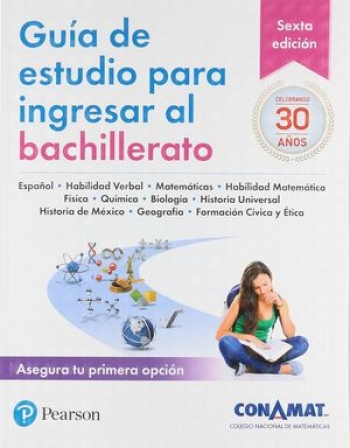 Guía de
estudio para
ingresar al
bachillerato
Sexta
edición
CELEBRANDO
30
AÑOS
Español • Habilidad Verbal • Matemáticas • Habilidad Matemática
Física • Química • Biología • Historia Universal
Historia de México • Geografía • Formación Cívica y Ética
Asegura tu primera opción
Pearson
CONAMAT
COLEGIO NACIONAL DE MATEMÁTICAS